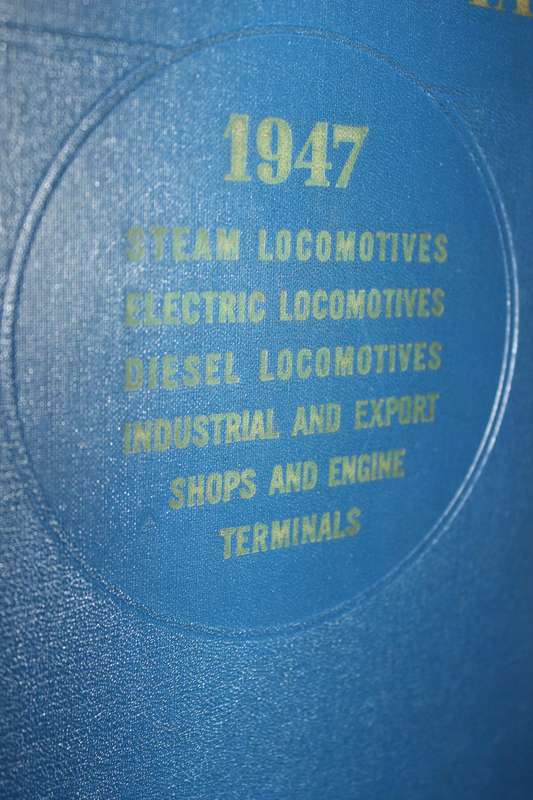 1947
STEAM LOCOMOTIVES
ELECTRIC LOCOMOTIVES
DIESEL LOCOMOTIVES
INDUSTRIAL AND EXPORT
SHOPS AND ENGINE
TERMINALS